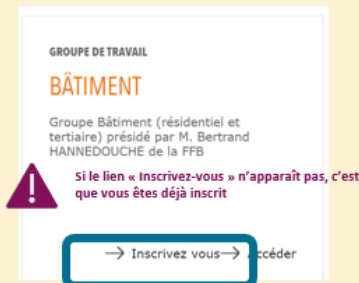 GROUPE DE TRAVAIL
BÂTIMENT
Groupe Bâtiment (résidentiel et
tertiaire) présidé par M. Bertrand
HANNEDOUCHE de la FFB
Si le lien « Inscrivez-vous » n’apparaît pas, c’est
que vous êtes déjà inscrit
→ Inscrivez vous→ Accéder